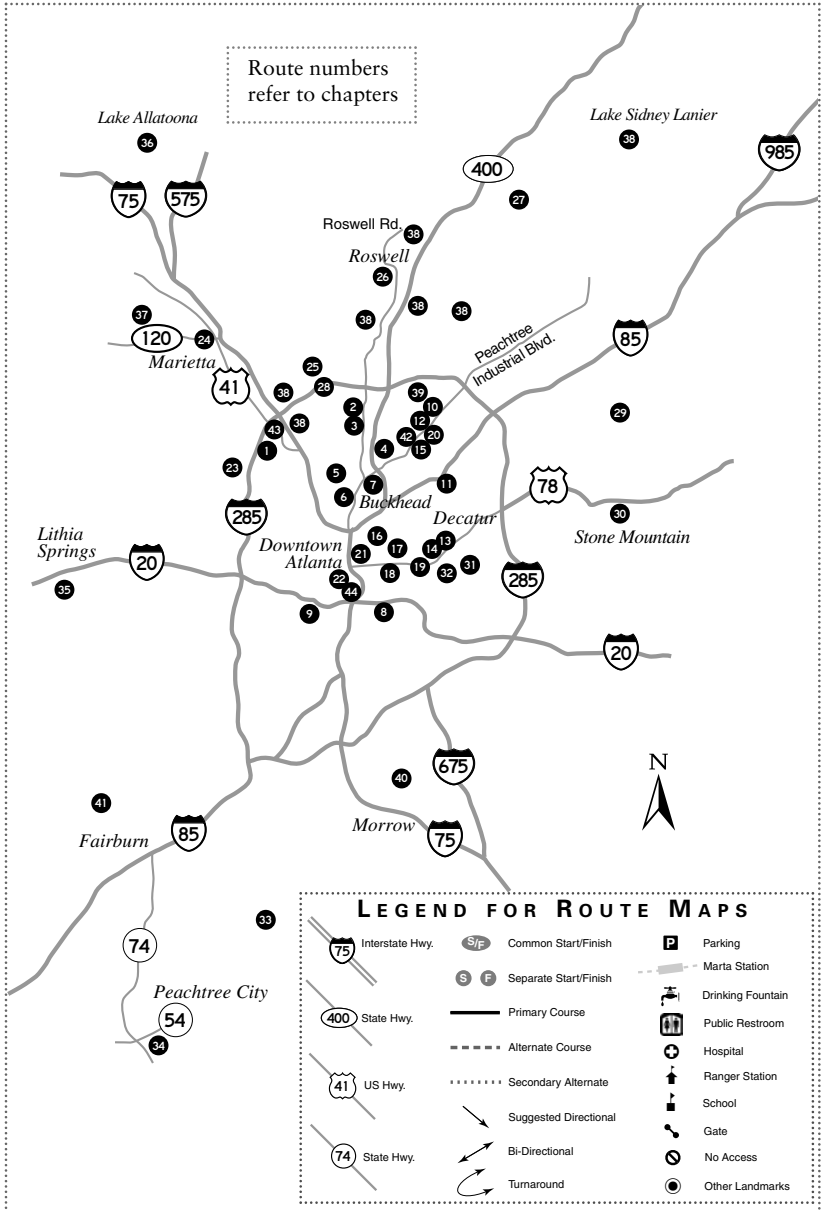 Route numbers
refer to chapters
Lake Allatoona
36
Lake Sidney Lanier
38
985
400
75
575
27
Roswell Rd.
38
Roswell
26
37
38
38
38
120
24
Marietta
Peachtree
Industrial Blvd.
85
25
28
41
38
39
2
10
29
43
38
3
12
42
20
1
4
15
23
5
6
7
11
78
Buckhead
285
Decatur
30
Stone Mountain
Lithia
Springs
20
Downtown
Atlanta
16
13
21
17
14
19
31
35
22
18
32
285
44
9
8
20
N
675
40
41
Fairburn
85
Morrow
75
33
74
Peachtree City
54
34
LEGEND FOR ROUTE MAPS
75
Interstate Hwy.
S/F
Common Start/Finish
P
Parking
Marta Station
S F
Separate Start/Finish
Drinking Fountain
400
State Hwy.
Primary Course
Public Restroom
Alternate Course
Hospital
41
US Hwy.
Secondary Alternate
Ranger Station
Suggested Directional
School
Gate
74
State Hwy.
Bi-Directional
No Access
Turnaround
Other Landmarks